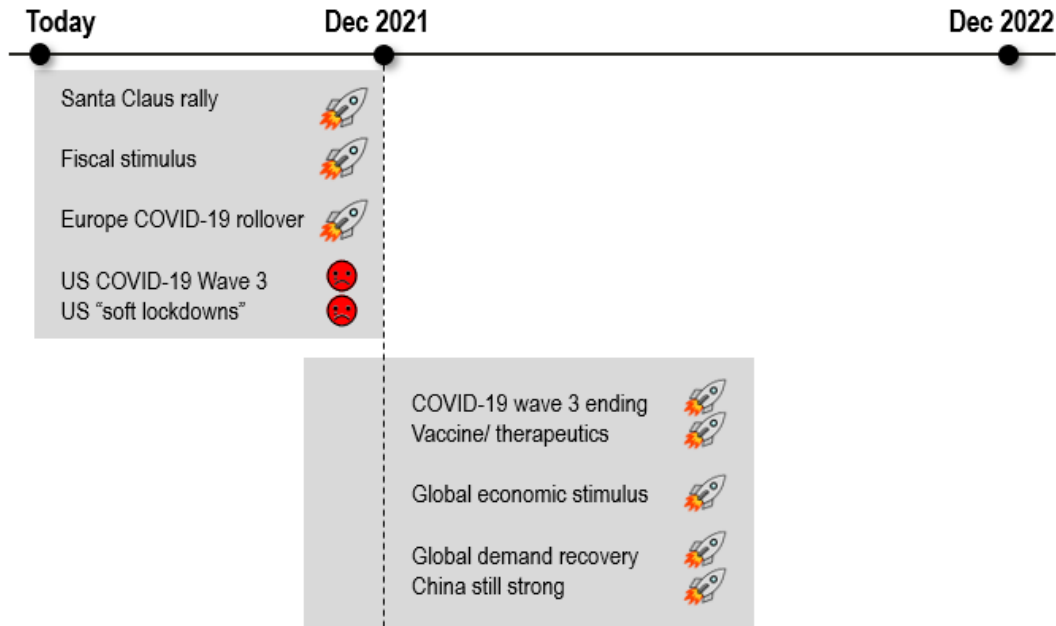 Today
Dec 2021
Dec 2022
Santa Claus rally
Fiscal stimulus
Europe COVID-19 rollover
US COVID-19 Wave 3
US “soft lockdowns”
COVID-19 wave 3 ending
Vaccine/ therapeutics
Global economic stimulus
Global demand recovery
China still strong